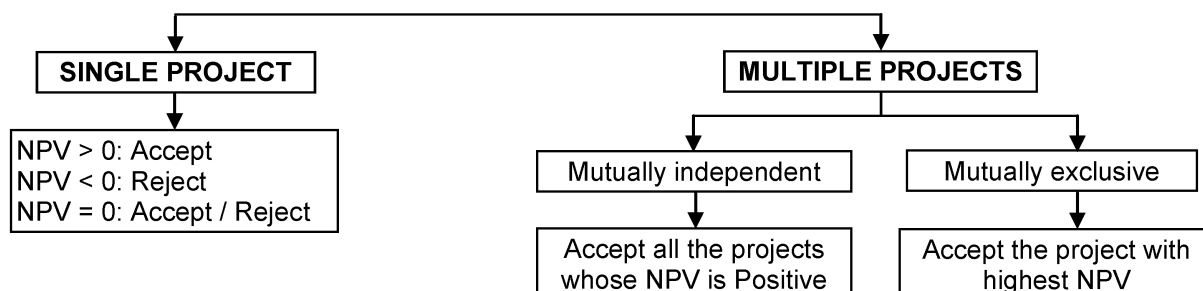 SINGLE PROJECT
NPV > 0: Accept
NPV < 0: Reject
NPV = 0: Accept / Reject
MULTIPLE PROJECTS
Mutually independent
Accept all the projects
whose NPV is Positive
Mutually exclusive
Accept the project with
highest NPV